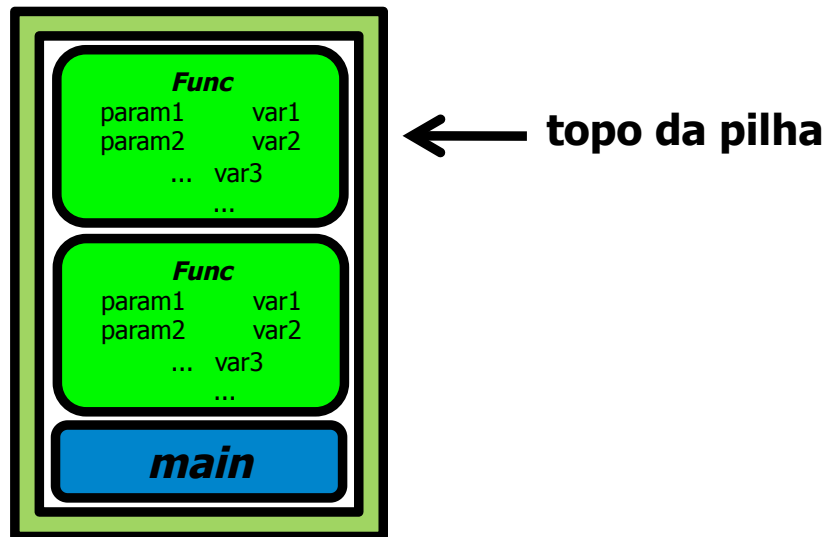 Func
param1 var1
param2 var2
... var3
...
topo da pilha
Func
param1 var1
param2 var2
... var3
...
main